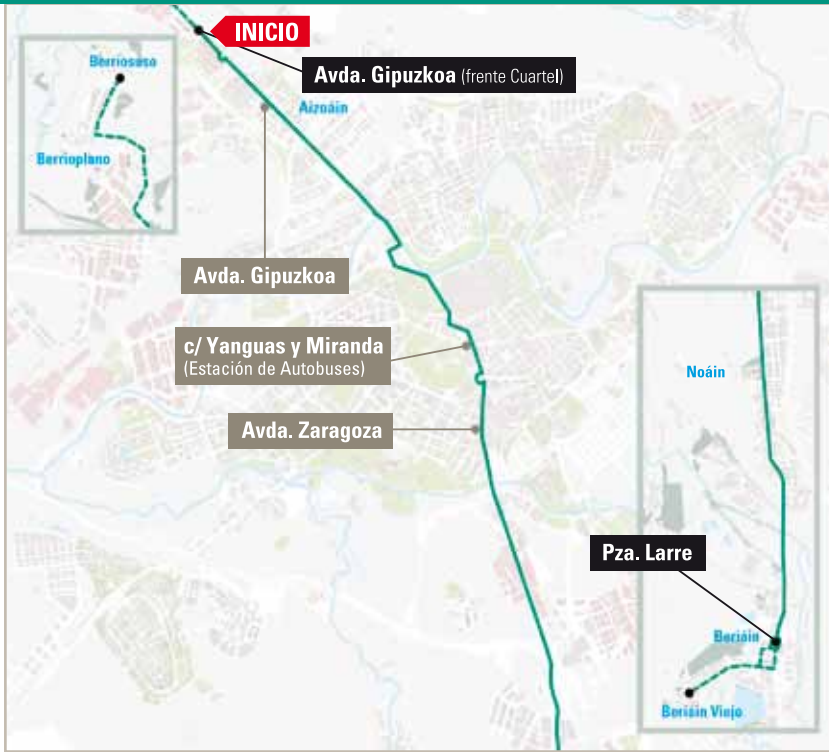 INICIO
Avda. Gipuzkoa (frente Cuartel)
Berriosuso
Aizoáin
Berrioplano
Avda. Gipuzkoa
c/ Yanguas y Miranda
(Estación de Autobuses)
Noáin
Avda. Zaragoza
Pza. Larre
Beriáin
Beriáin Viejo